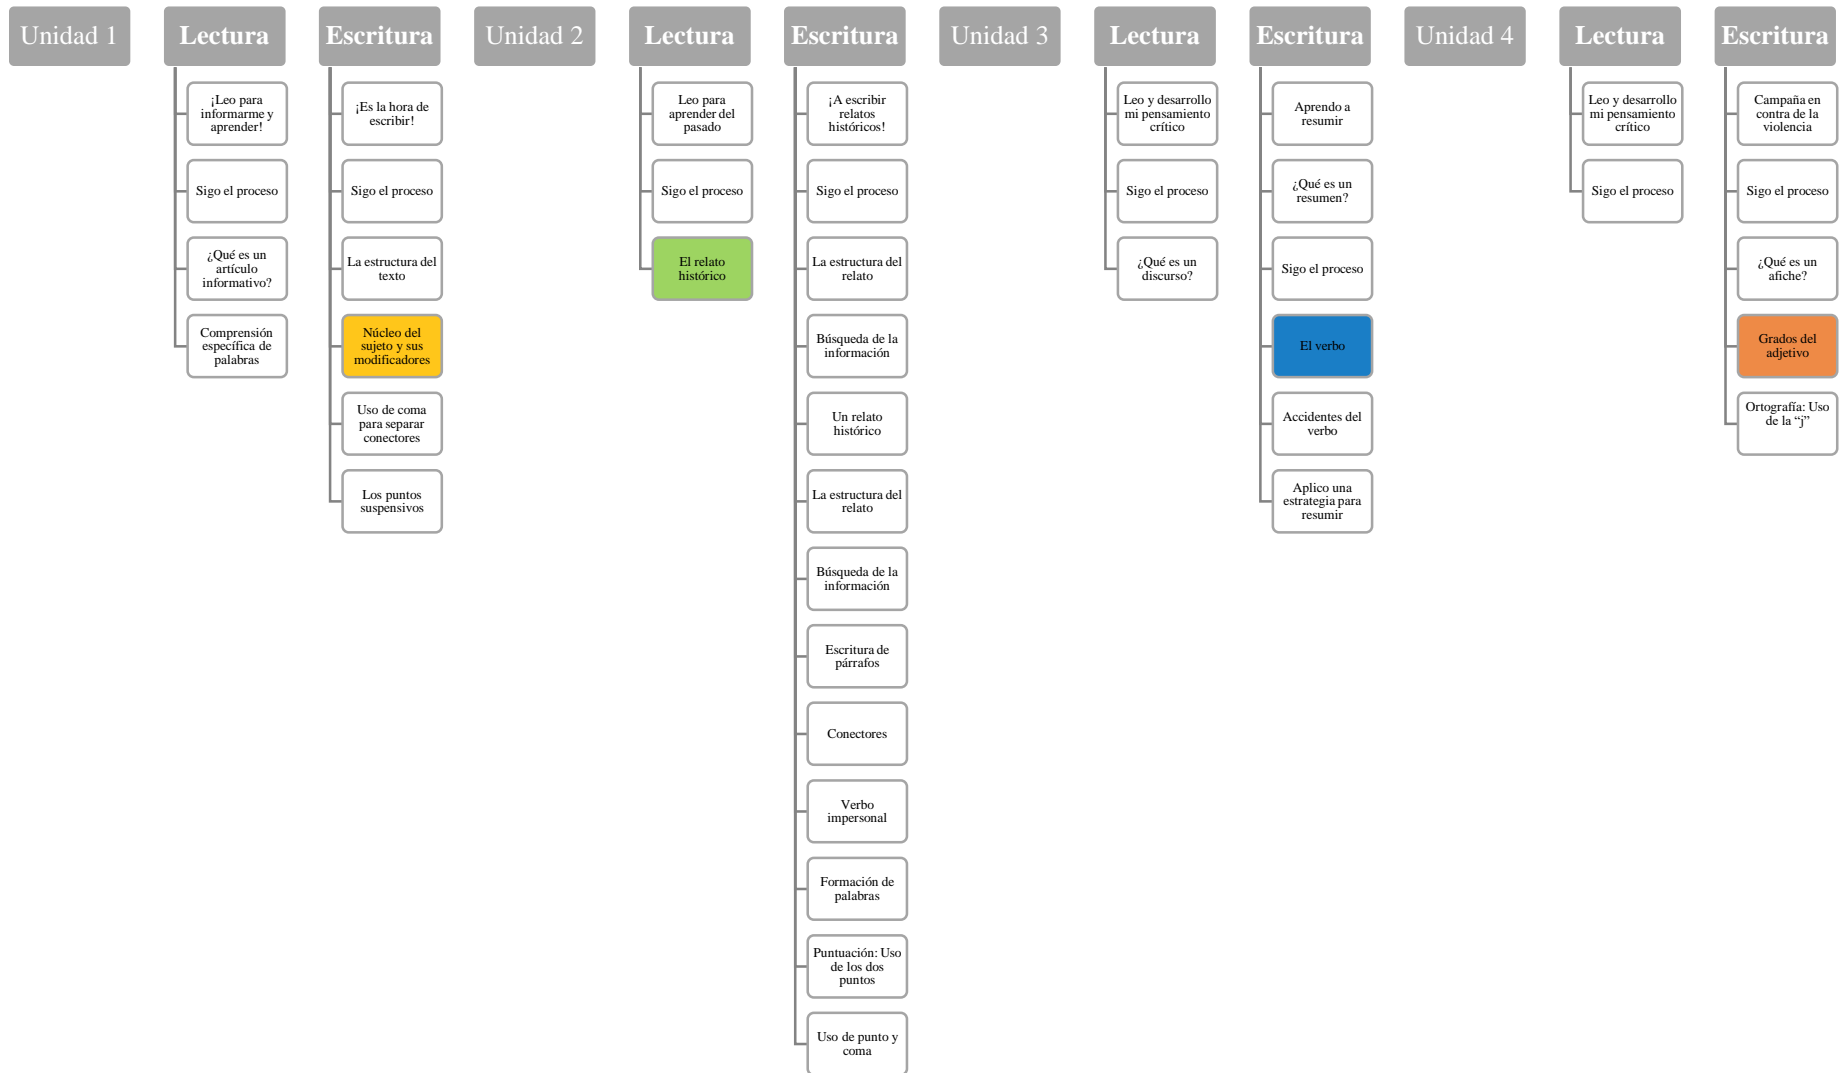 Unidad 1
Lectura
¡Leo para
informarme y
aprender!
Sigo el proceso
¿Qué es un
artículo
informativo?
Comprensión
específica de
palabras
Escritura
¡Es la hora de
escribir!
Sigo el proceso
La estructura del
texto
Núcleo del
sujeto y sus
modificadores
Uso de coma
para separar
conectores
Los puntos
suspensivos
Unidad 2
Lectura
Leo para
aprender del
pasado
Sigo el proceso
El relato
histórico
Escritura
¡A escribir
relatos
históricos!
Sigo el proceso
La estructura del
relato
Búsqueda de la
información
Un relato
histórico
La estructura del
relato
Búsqueda de la
información
Escritura de
párrafos
Conectores
Verbo
impersonal
Formación de
palabras
Puntuación: Uso
de los dos
puntos
Uso de punto y
coma
Unidad 3
Lectura
Leo y desarrollo
mi pensamiento
crítico
Sigo el proceso
¿Qué es un
discurso?
Escritura
Aprendo a
resumir
¿Qué es un
resumen?
Sigo el proceso
El verbo
Accidentes del
verbo
Aplico una
estrategia para
resumir
Unidad 4
Lectura
Leo y desarrollo
mi pensamiento
crítico
Sigo el proceso
Escritura
Campaña en
contra de la
violencia
Sigo el proceso
¿Qué es un
afiche?
Grados del
adjetivo
Ortografía: Uso
de la “j”